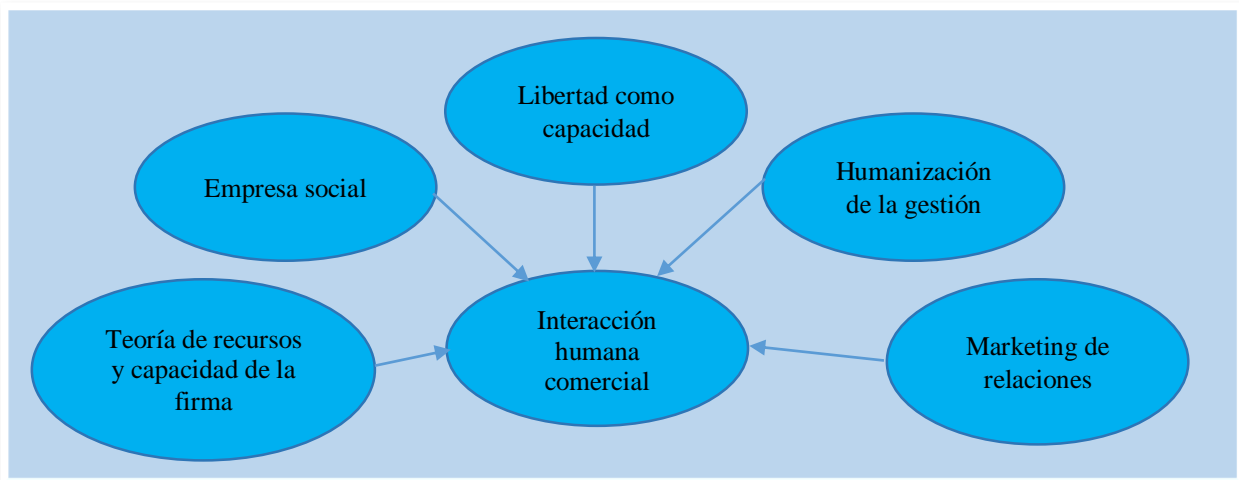 Libertad como
capacidad
Empresa social
Humanización
de la gestión
Teoría de recursos
y capacidad de la
firma
Interacción
humana
comercial
Marketing de
relaciones